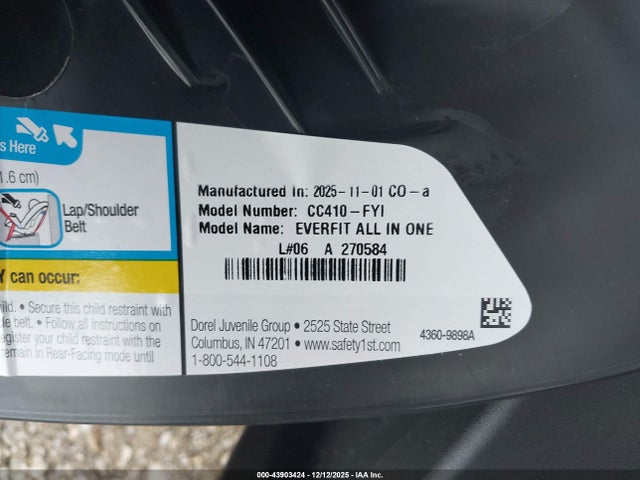 s Here
1.6 cm)
Lap/Shoulder
Belt
Y can occur:
ild. • Secure this child restraint with
le belt. • Follow all instructions on
egister your child restraint with the
remain in Rear-Facing mode until
Manufactured In: 2025-11-01 CO-a
Model Number: CC410-FYI
Model Name: EVERFIT ALL IN ONE
L#06 A 270584
Dorel Juvenile Group • 2525 State Street
Columbus, IN 47201 • www.safety1st.com
1-800-544-1108
4360-9898A
000-43903424 - 12/12/2025 - IAA Inc.